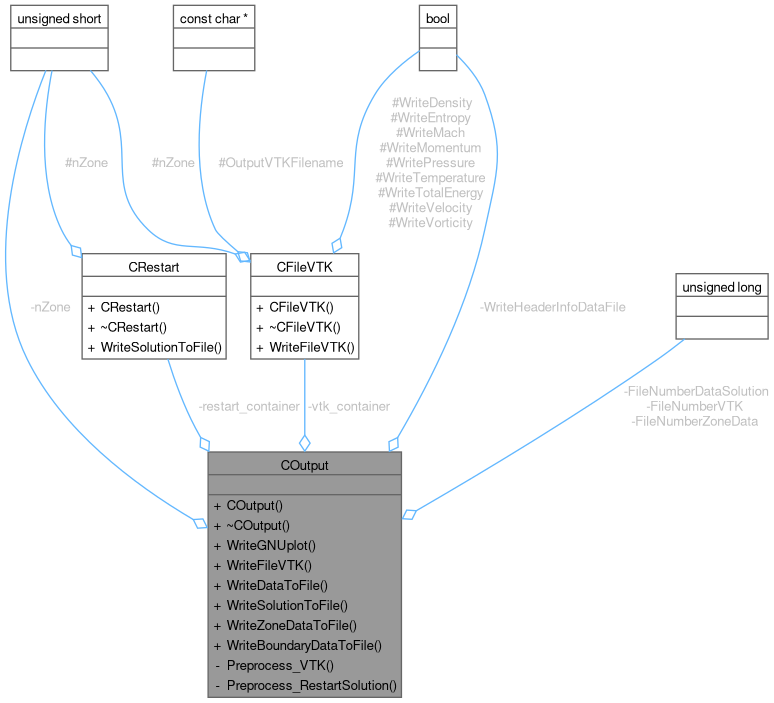 unsigned short
const char *
bool
#nZone
#nZone
#OutputVTKFilename
#WriteDensity
#WriteEntropy
#WriteMach
#WriteMomentum
#WritePressure
#WriteTemperature
#WriteTotalEnergy
#WriteVelocity
#WriteVorticity
CRestart
+ CRestart()
+ ~CRestart()
+ WriteSolutionToFile()
CFileVTK
+ CFileVTK()
+ ~CFileVTK()
+ WriteFileVTK()
unsigned long
-nZone
-WriteHeaderInfoDataFile
-restart_container
-vtk_container
-FileNumberDataSolution
-FileNumberVTK
-FileNumberZoneData
COutput
+ COutput()
+ ~COutput()
+ WriteGNUplot()
+ WriteFileVTK()
+ WriteDataToFile()
+ WriteSolutionToFile()
+ WriteZoneDataToFile()
+ WriteBoundaryDataToFile()
- Preprocess_VTK()
- Preprocess_RestartSolution()